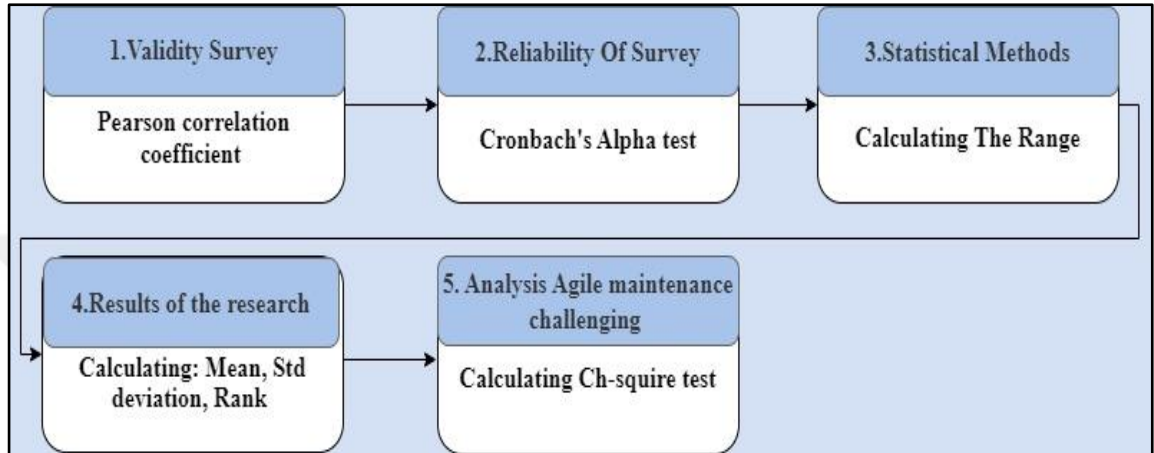 1.Validity Survey
Pearson correlation
coefficient
2.Reliability Of Survey
Cronbach's Alpha test
3.Statistical Methods
Calculating The Range
4.Results of the research
Calculating: Mean, Std
deviation, Rank
5. Analysis Agile maintenance
challenging
Calculating Ch-squire test